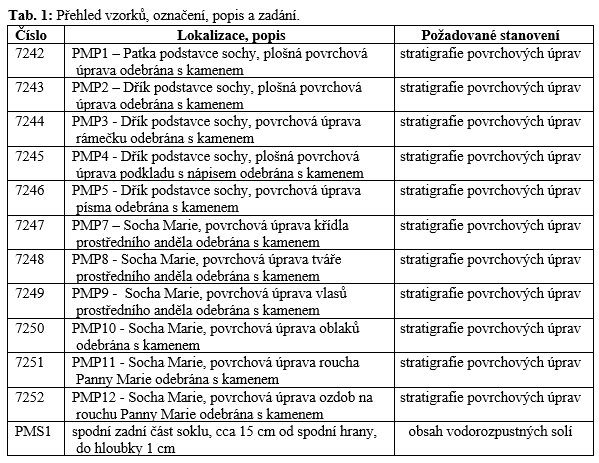 Tab. 1: Přehled vzorků, označení, popis a zadání.
Číslo Lokalizace, popis Požadované stanovení
7242 PMP1 – Patka podstavce sochy, plošná povrchová stratigrafie povrchových úprav
úprava odebrána s kamenem
7243 PMP2 – Dřík podstavce sochy, plošná povrchová stratigrafie povrchových úprav
úprava odebrána s kamenem
7244 PMP3 - Dřík podstavce sochy, povrchová úprava stratigrafie povrchových úprav
rámečku odebrána s kamenem
7245 PMP4 - Dřík podstavce sochy, plošná povrchová stratigrafie povrchových úprav
úprava podkladu s nápisem odebrána s kamenem
7246 PMP5 - Dřík podstavce sochy, povrchová úprava stratigrafie povrchových úprav
písma odebrána s kamenem
7247 PMP7 – Socha Marie, povrchová úprava křídla stratigrafie povrchových úprav
prostředního anděla odebrána s kamenem
7248 PMP8 - Socha Marie, povrchová úprava tváře stratigrafie povrchových úprav
prostředního anděla odebrána s kamenem
7249 PMP9 - Socha Marie, povrchová úprava vlasů stratigrafie povrchových úprav
prostředního anděla odebrána s kamenem
7250 PMP10 - Socha Marie, povrchová úprava oblaků stratigrafie povrchových úprav
odebrána s kamenem
7251 PMP11 - Socha Marie, povrchová úprava roucha stratigrafie povrchových úprav
Panny Marie odebrána s kamenem
7252 PMP12 - Socha Marie, povrchová úprava ozdob na stratigrafie povrchových úprav
rouchu Panny Marie odebrána s kamenem
PMS1 spodní zadní část soklu, cca 15 cm od spodní hrany, obsah vodorozpustných solí
do hloubky 1 cm